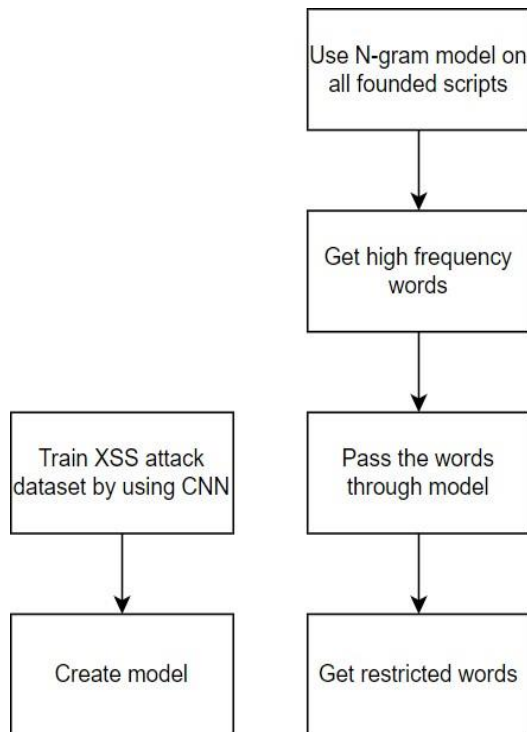 Use N-gram model on
all founded scripts
Get high frequency
words
Train XSS attack
dataset by using CNN
Pass the words
through model
Create model
Get restricted words